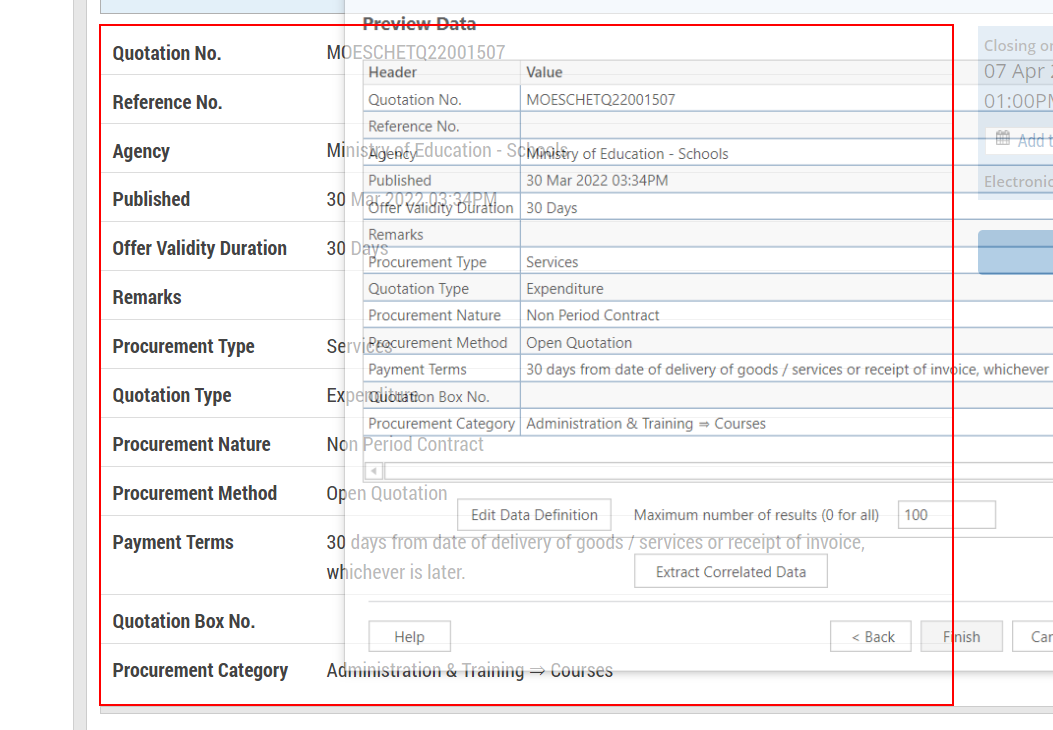 Preview Data
Quotation No. MOESCHETQ22001507
Header Value
Quotation No. MOESCHETQ22001507
Reference No.
Reference No.
Agency Ministry of Education - Schools
Agency Ministry of Education - Schools
Published 30 Mar 2022 03:34PM
Published 30 Mar 2022 03:34PM
Offer Validity Duration 30 Days
Offer Validity Duration 30 Days
Remarks
Remarks
Procurement Type Services
Quotation Type Expenditure
Procurement Nature Non Period Contract
Procurement Type Services
Procurement Method Open Quotation
Payment Terms 30 days from date of delivery of goods / services or receipt of invoice, whichever
Quotation Type Expenditure
Quotation Box No.
Procurement Category Administration & Training ⇒ Courses
Procurement Nature Non Period Contract
Procurement Method Open Quotation
Edit Data Definition Maximum number of results (0 for all) 100
Payment Terms 30 days from date of delivery of goods / services or receipt of invoice,
whichever is later.
Extract Correlated Data
Quotation Box No.
Help < Back Finish
Procurement Category Administration & Training ⇒ Courses
Closing
07 Apr
01:00PM
Add